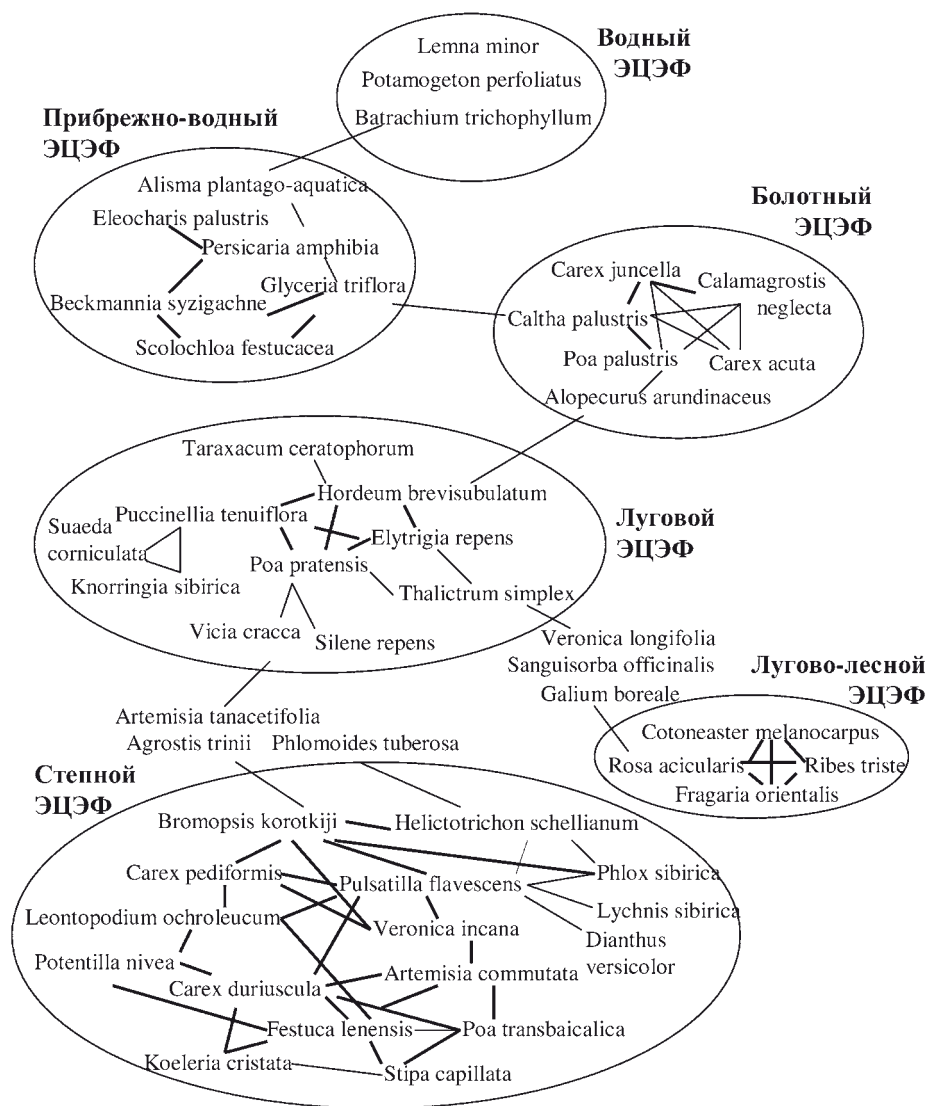 Водный
ЭЦЭФ
Lemna minor
Potamogeton perfoliatus
Batrachium trichophyllum
Прибрежно-водный
ЭЦЭФ
Alisma plantago-aquatica
Eleocharis palustris
Persicaria amphibia
Glyceria triflora
Beckmannia syzigachne
Scolochloa festucacea
Болотный
ЭЦЭФ
Carex juncella
Calamagrostis
neglecta
Caltha palustris
Poa palustris
Carex acuta
Alopecurus arundinaceus
Луговой
ЭЦЭФ
Taraxacum ceratophorum
Hordeum brevisubulatum
Puccinellia tenuiflora
Suaeda
corniculata
Elytrigia repens
Poa pratensis
Knorringia sibirica
Thalictrum simplex
Vicia cracca
Silene repens
Veronica longifolia
Sanguisorba officinalis
Galium boreale
Лугово-лесной
ЭЦЭФ
Cotoneaster melanocarpus
Rosa acicularis
Ribes triste
Fragaria orientalis
Artemisia tanacetifolia
Agrostis trinii
Phlomoides tuberosa
Степной
ЭЦЭФ
Bromopsis korotkiji
Helictotrichon schellianum
Carex pediformis
Pulsatilla flavescens
Phlox sibirica
Leontopodium ochroleucum
Veronica incana
Lychnis sibirica
Dianthus
versicolor
Potentilla nivea
Artemisia commutata
Carex duriuscula
Festuca lenensis
Poa transbaicalica
Koeleria cristata
Stipa capillata